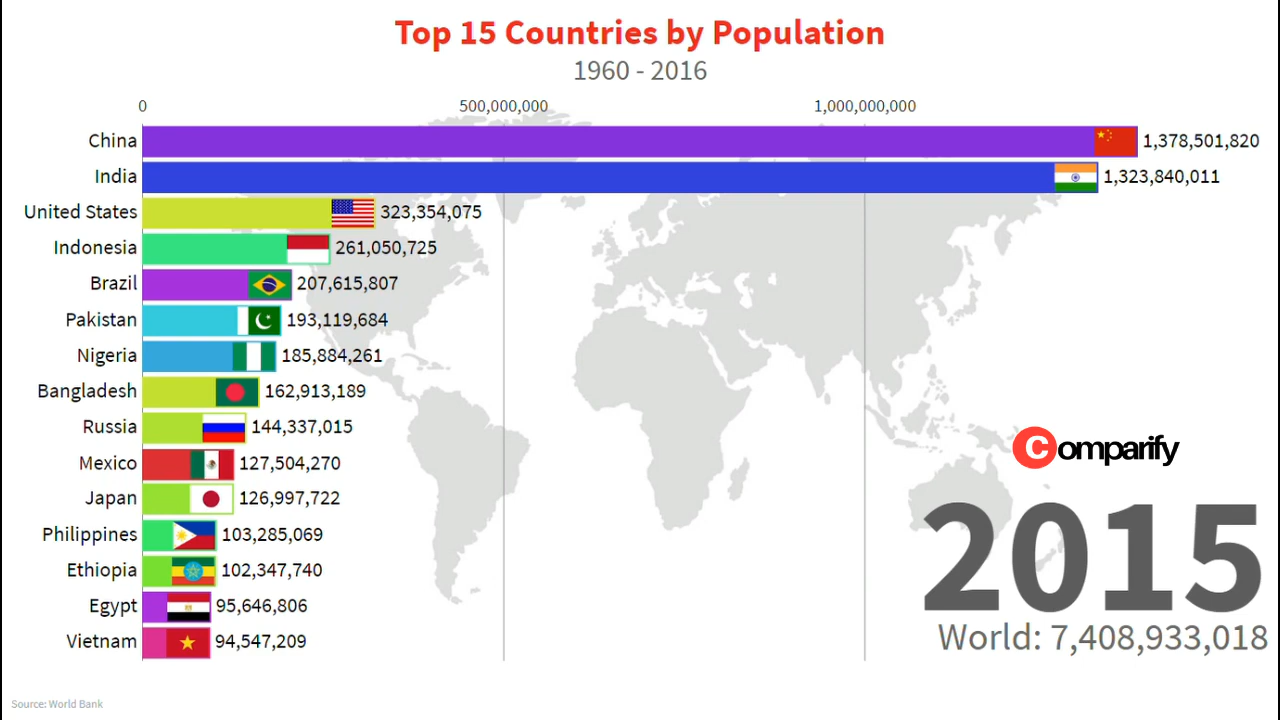 Top 15 Countries by Population
1960 - 2016
0 500,000,000 1,000,000,000
China 1,378,501,820
India 1,323,840,011
United States 323,354,075
Indonesia 261,050,725
Brazil 207,615,807
Pakistan 193,119,684
Nigeria 185,884,261
Bangladesh 162,913,189
Russia 144,337,015
Mexico 127,504,270
Japan 126,997,722
Philippines 103,285,069
Ethiopia 102,347,740
Egypt 95,646,806
Vietnam 94,547,209
Comparify
2015
World: 7,408,933,018
Source: World Bank